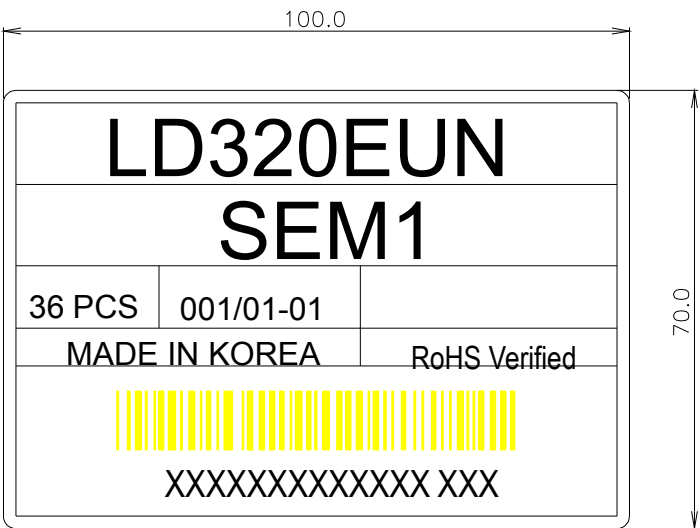 100.0
LD320EUN
SEM1
36 PCS 001/01-01
MADE IN KOREA RoHS Verified
XXXXXXXXXXXXX XXX
70.0